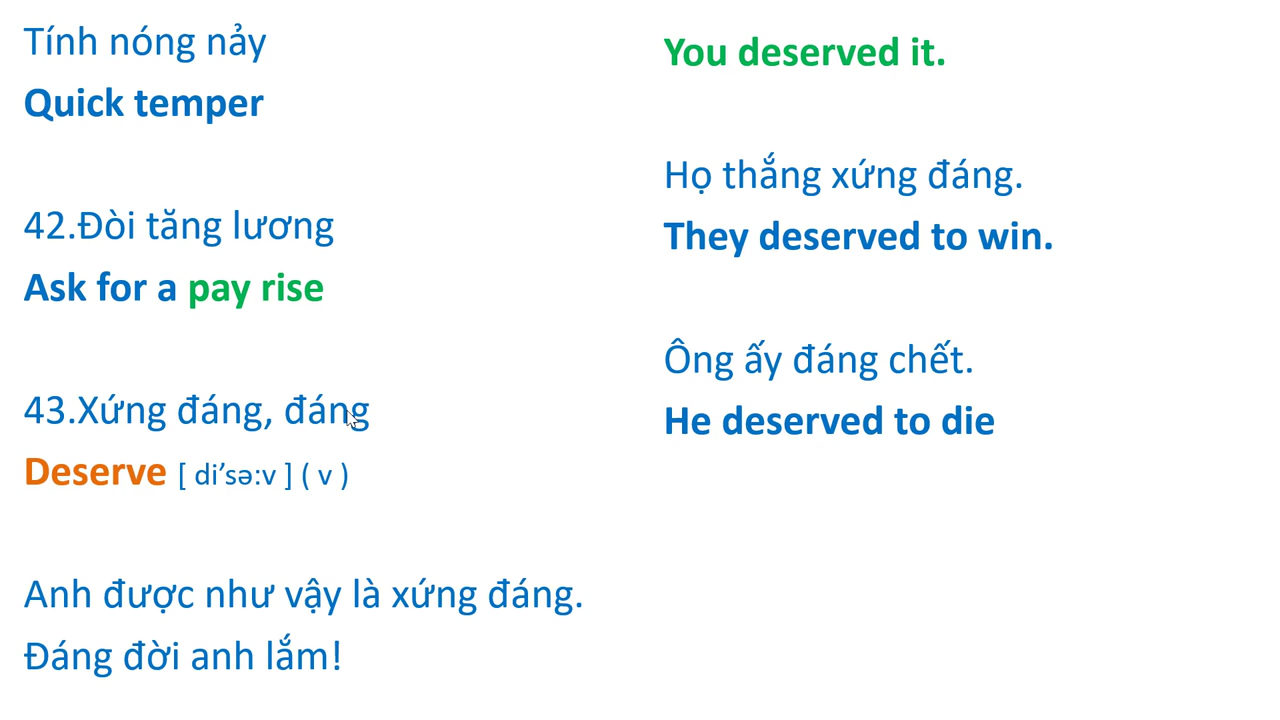 Tính nóng nảy
Quick temper
42.Đòi tăng lương
Ask for a pay rise
43.Xứng đáng, đáng
Deserve [ di’sə:v ] ( v )
Anh được như vậy là xứng đáng.
Đáng đời anh lắm!
You deserved it.
Họ thắng xứng đáng.
They deserved to win.
Ông ấy đáng chết.
He deserved to die